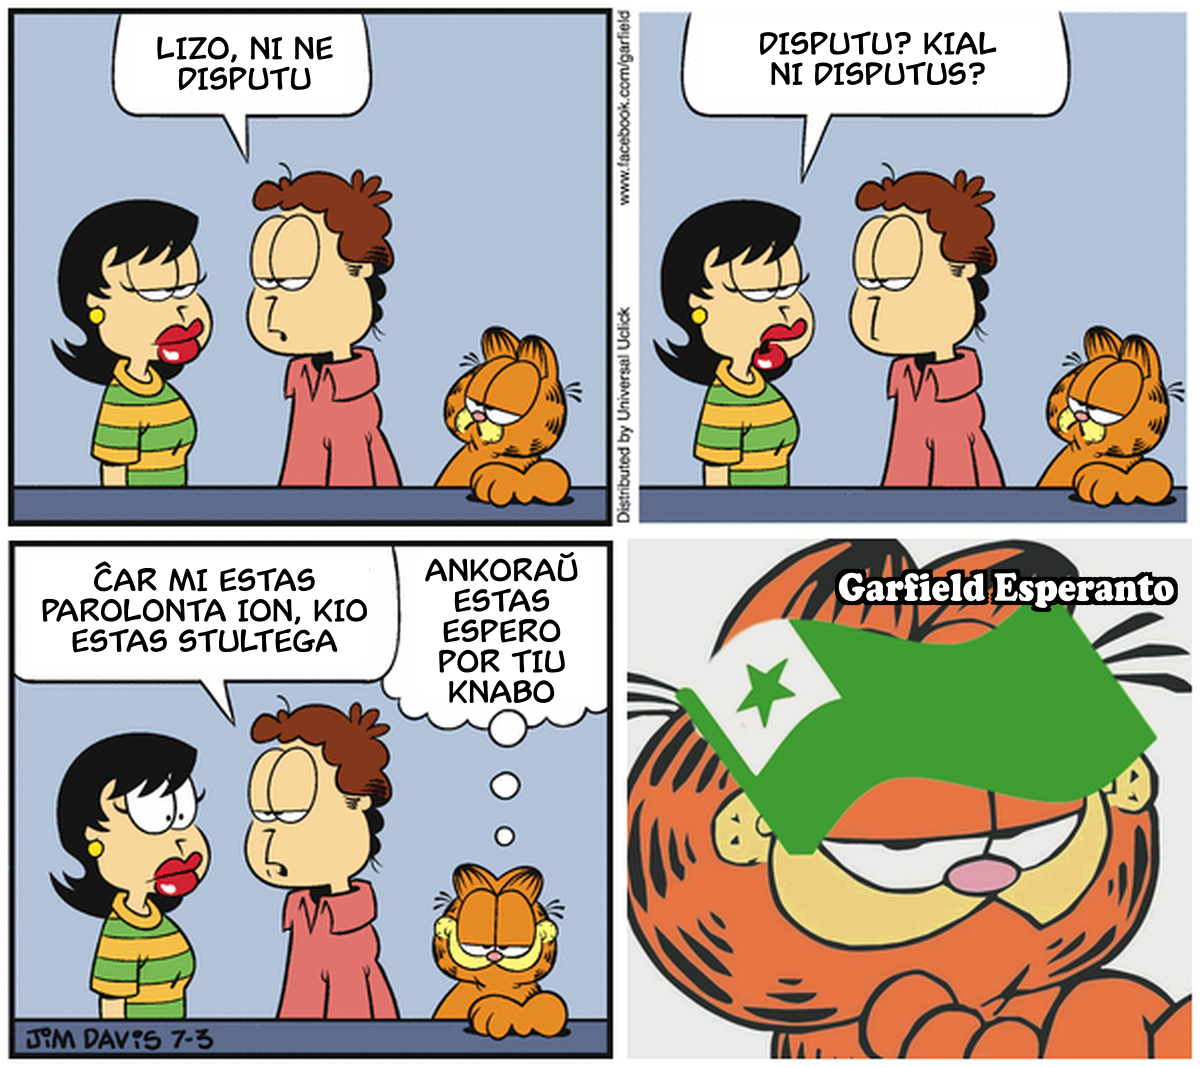 LIZO, NI NE
DISPUTU
www.facebook.com/garfield
Distributed by Universal Uclick
DISPUTU? KIAL
NI DISPUTUS?
ĈAR MI ESTAS
PAROLONTA ION, KIO
ESTAS STULTEGA
ANKORAŬ
ESTAS
ESPERO
POR TIU
KNABO
JIM DAVIS 7-3
Garfield Esperanto